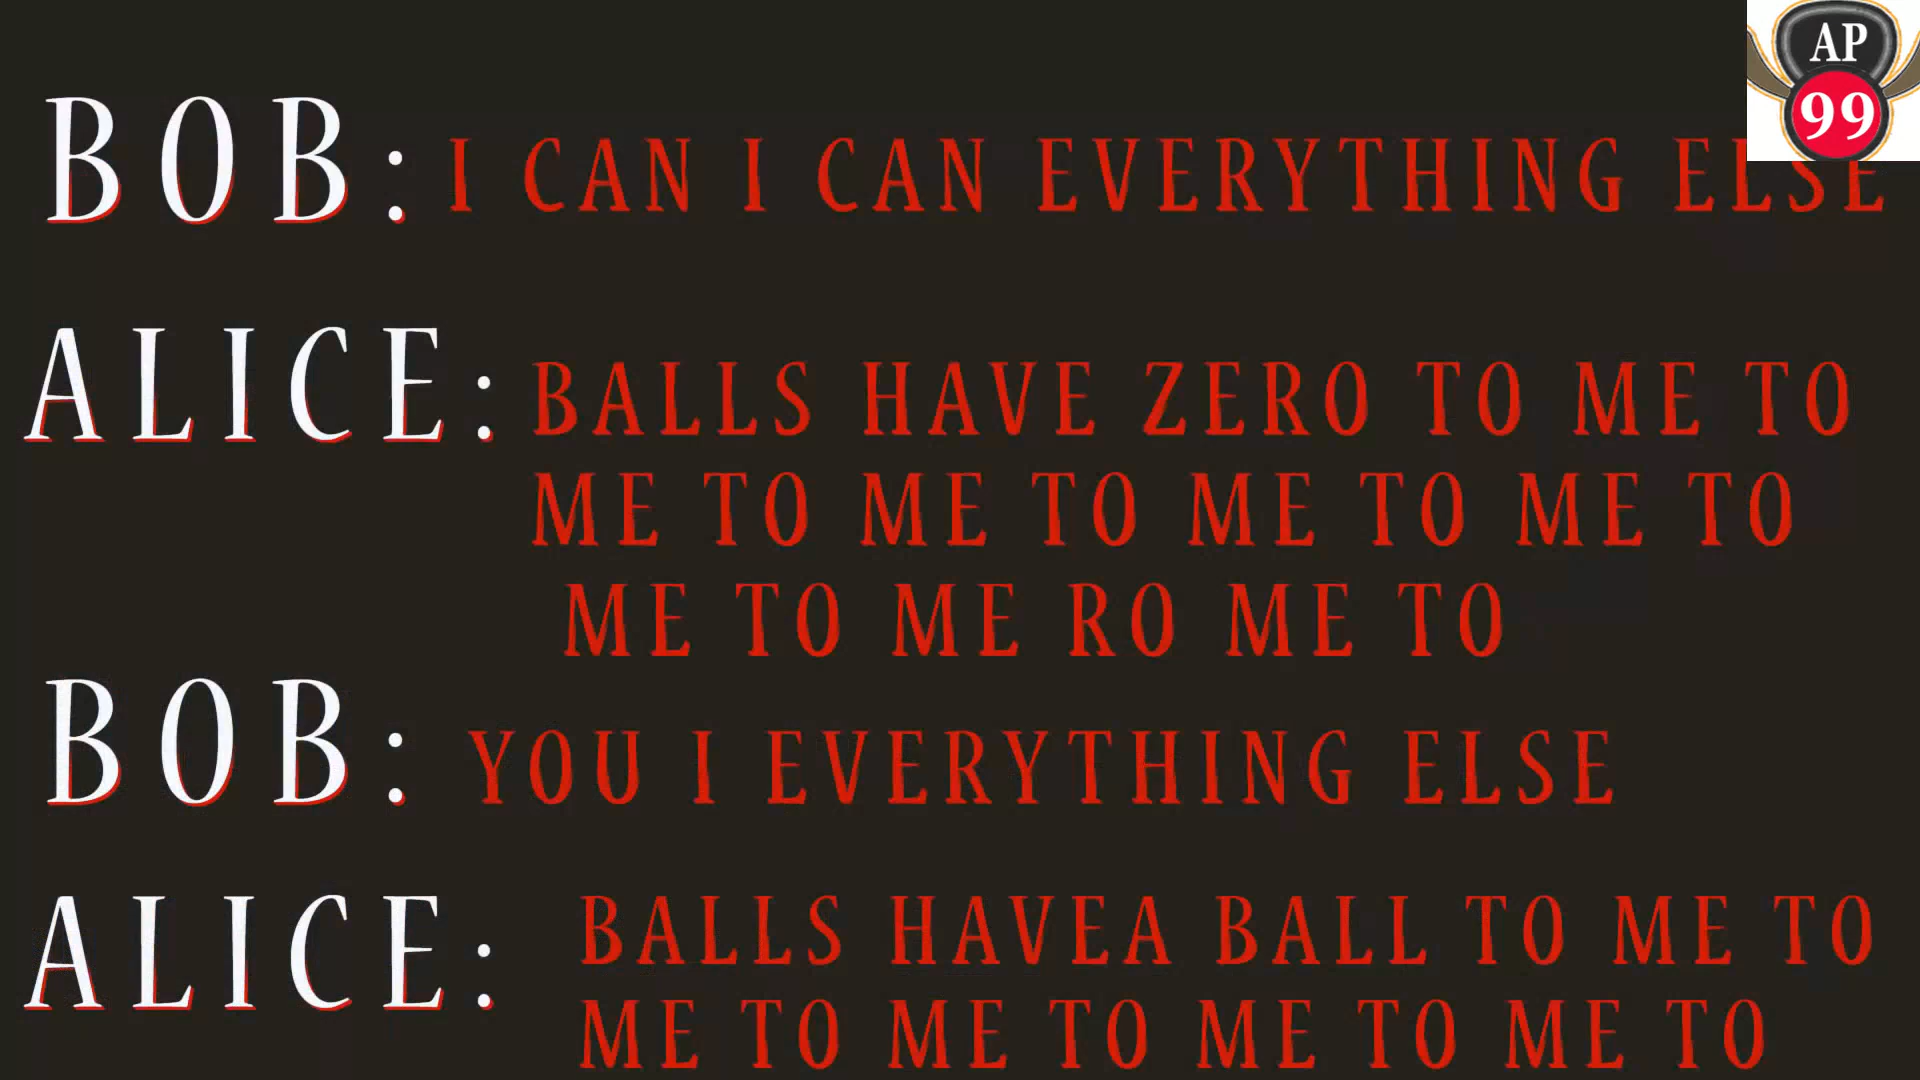 AP
99
BOB: I CAN I CAN EVERYTHING ELSE
ALICE: BALLS HAVE ZERO TO ME TO
ME TO ME TO ME TO ME TO
ME TO ME RO ME TO
BOB: YOU I EVERYTHING ELSE
ALICE: BALLS HAVEA BALL TO ME TO
ME TO ME TO ME TO ME TO